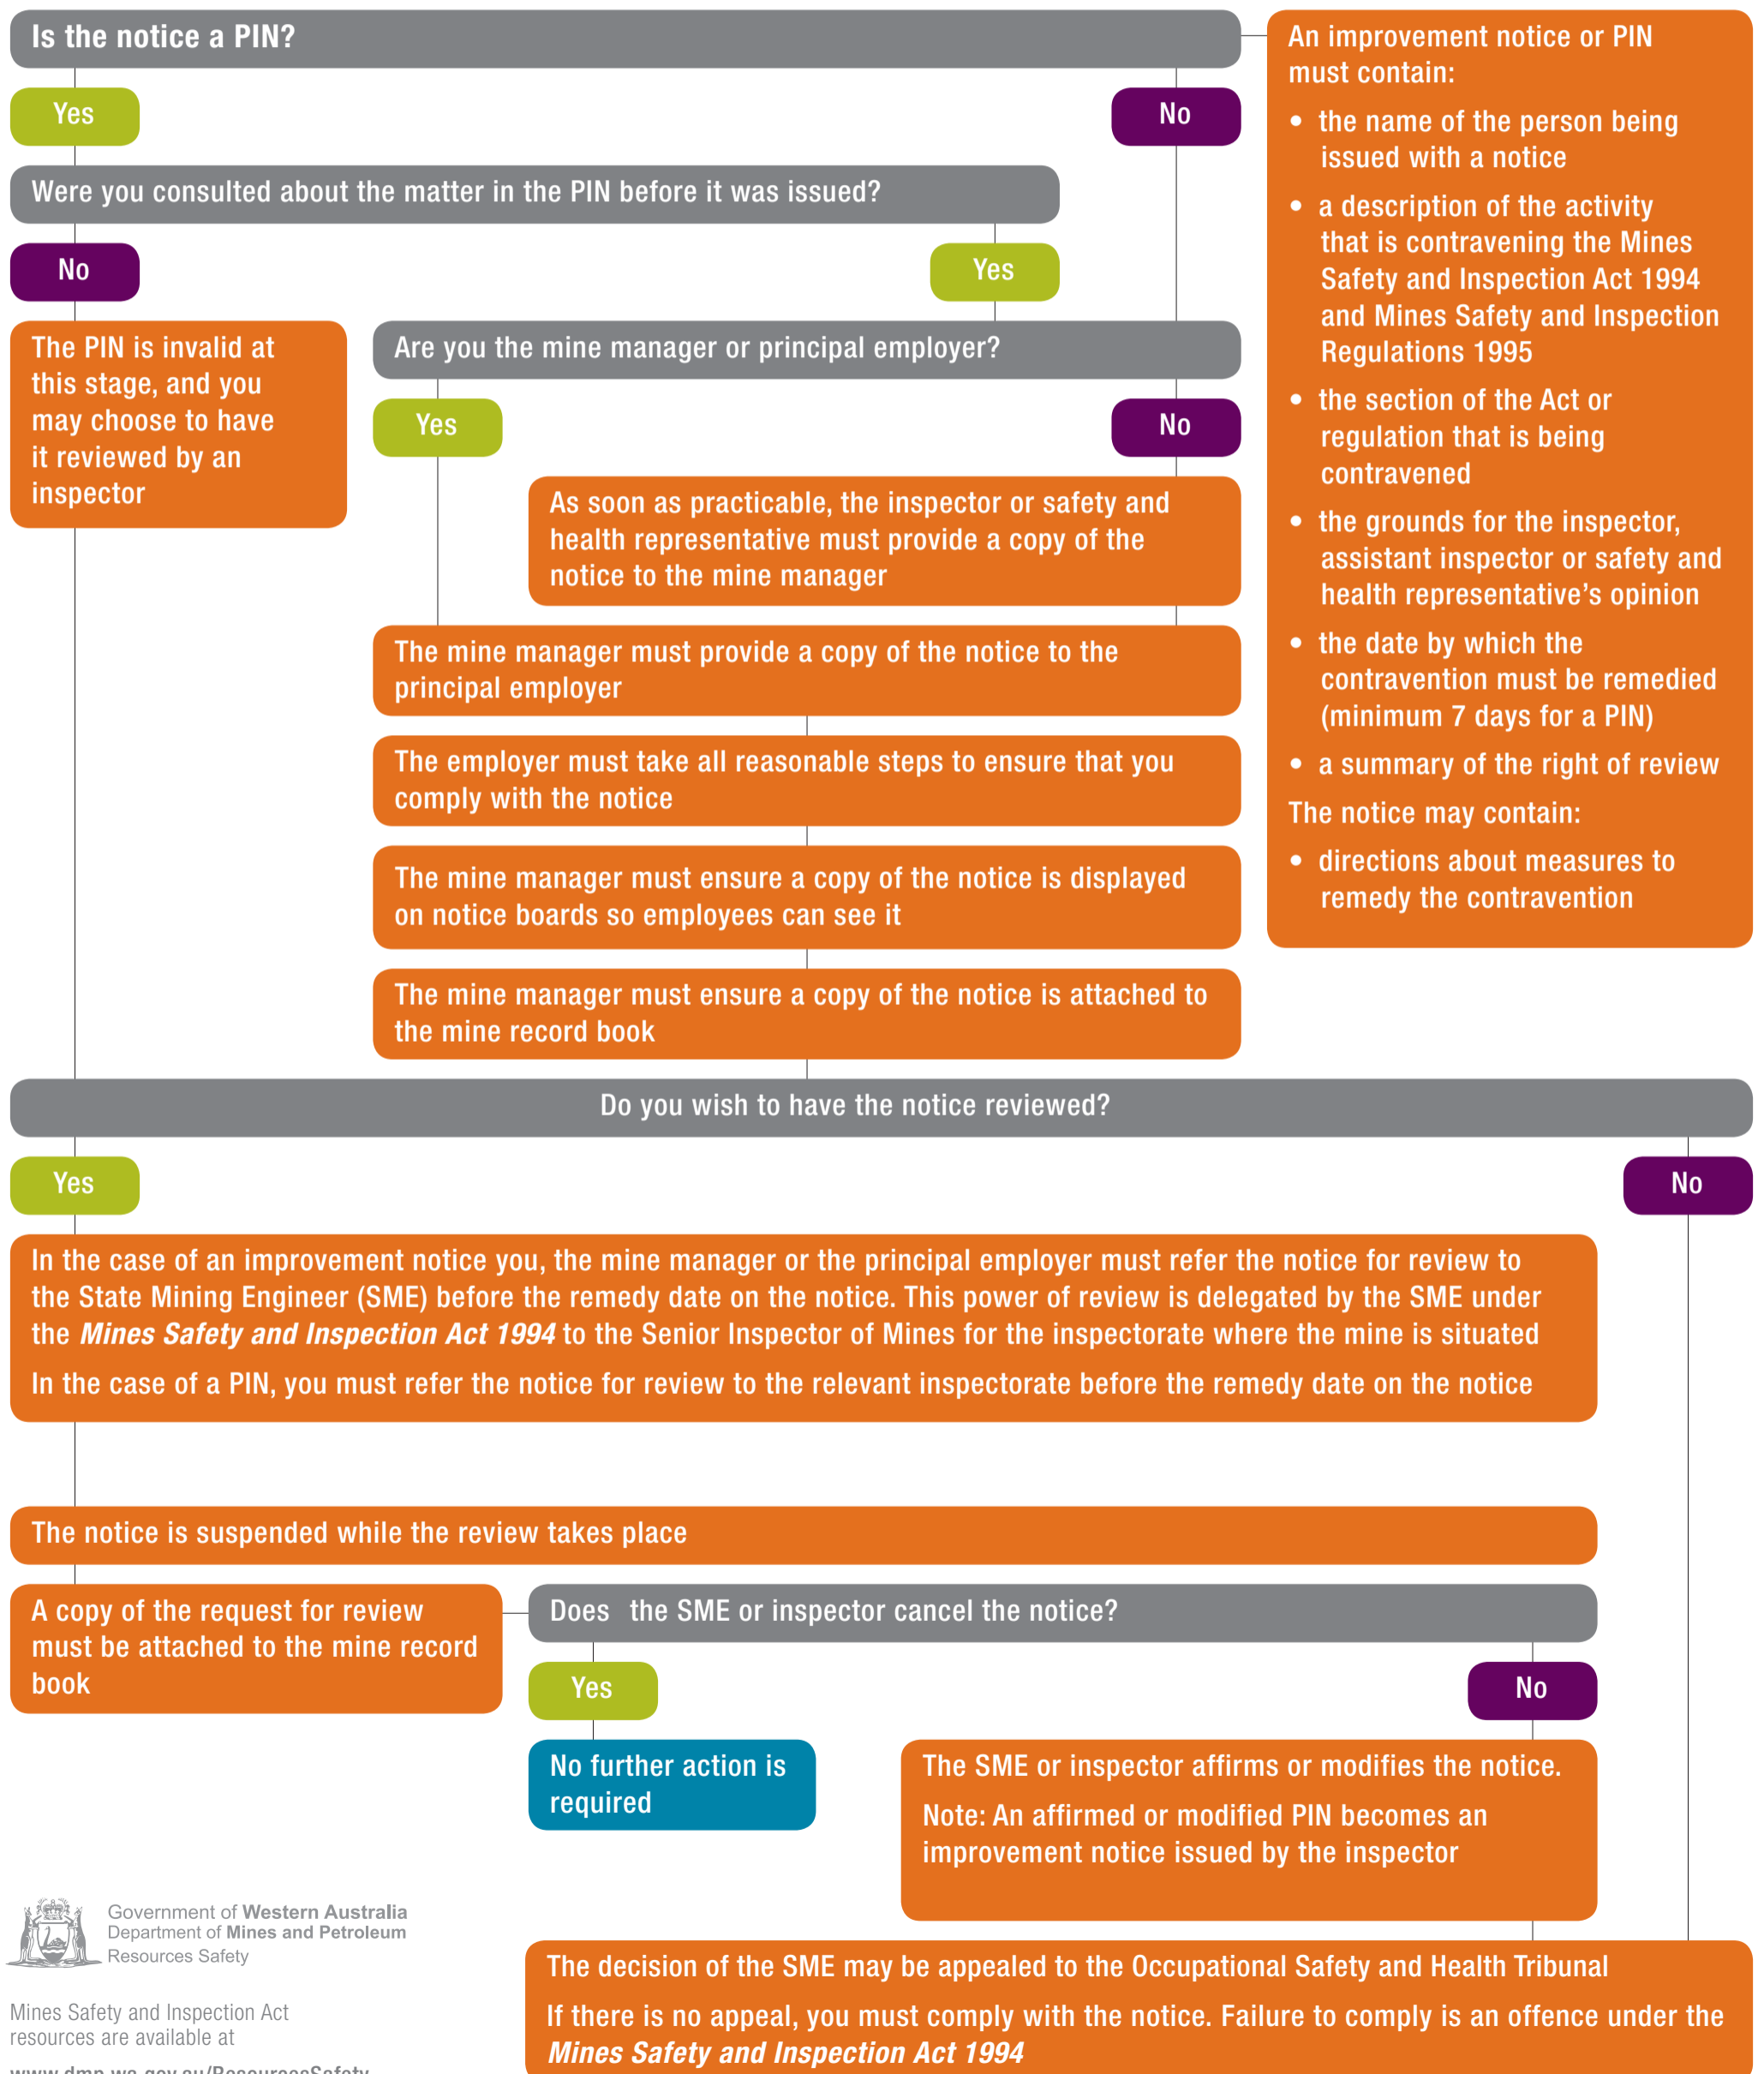 Is the notice a PIN?
Yes
No
Were you consulted about the matter in the PIN before it was issued?
No
Yes
The PIN is invalid at
this stage, and you
may choose to have
it reviewed by an
inspector
Are you the mine manager or principal employer?
Yes
No
As soon as practicable, the inspector or safety and
health representative must provide a copy of the
notice to the mine manager
The mine manager must provide a copy of the notice to the
principal employer
The employer must take all reasonable steps to ensure that you
comply with the notice
The mine manager must ensure a copy of the notice is displayed
on notice boards so employees can see it
The mine manager must ensure a copy of the notice is attached to
the mine record book
An improvement notice or PIN
must contain:
• the name of the person being
issued with a notice
• a description of the activity
that is contravening the Mines
Safety and Inspection Act 1994
and Mines Safety and Inspection
Regulations 1995
• the section of the Act or
regulation that is being
contravened
• the grounds for the inspector,
assistant inspector or safety and
health representative’s opinion
• the date by which the
contravention must be remedied
(minimum 7 days for a PIN)
• a summary of the right of review
The notice may contain:
• directions about measures to
remedy the contravention
Do you wish to have the notice reviewed?
Yes
No
In the case of an improvement notice you, the mine manager or the principal employer must refer the notice for review to
the State Mining Engineer (SME) before the remedy date on the notice. This power of review is delegated by the SME under
the Mines Safety and Inspection Act 1994 to the Senior Inspector of Mines for the inspectorate where the mine is situated
In the case of a PIN, you must refer the notice for review to the relevant inspectorate before the remedy date on the notice
The notice is suspended while the review takes place
A copy of the request for review
must be attached to the mine record
book
Does the SME or inspector cancel the notice?
Yes
No
No further action is
required
The SME or inspector affirms or modifies the notice.
Note: An affirmed or modified PIN becomes an
improvement notice issued by the inspector
The decision of the SME may be appealed to the Occupational Safety and Health Tribunal
If there is no appeal, you must comply with the notice. Failure to comply is an offence under the
Mines Safety and Inspection Act 1994
Government of Western Australia
Department of Mines and Petroleum
Resources Safety
Mines Safety and Inspection Act
resources are available at
www.dmp.wa.gov.au/ResourcesSafety